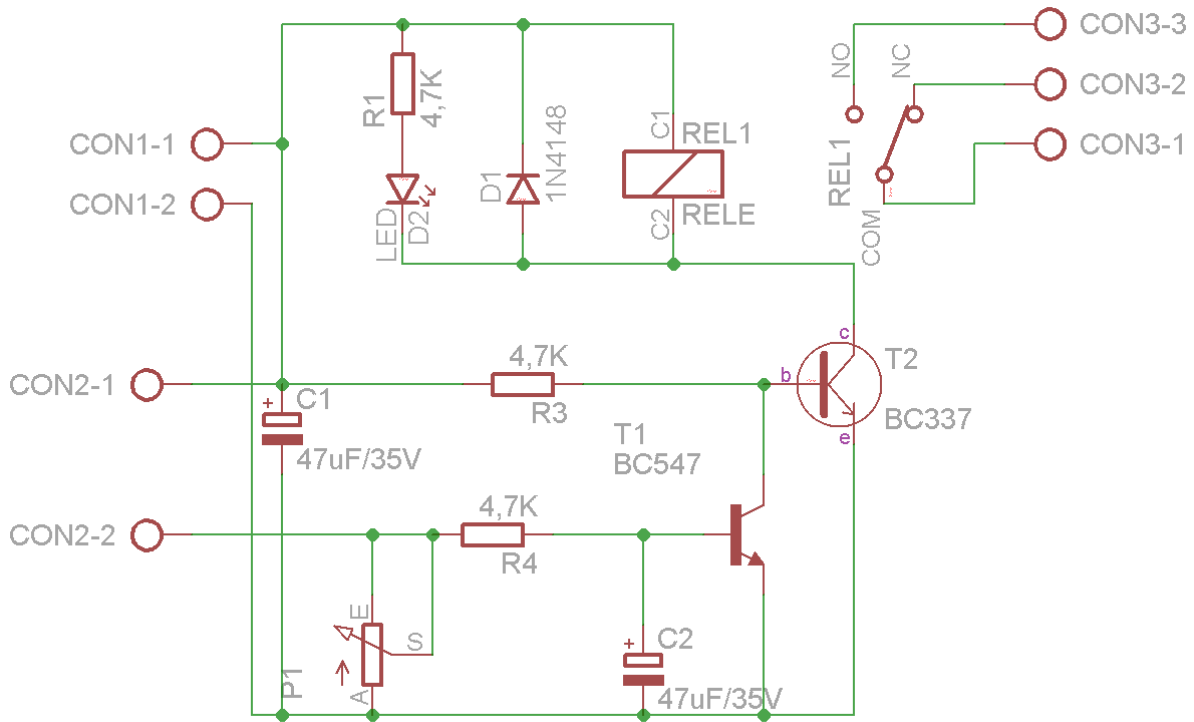 CON3-3
NO
NC
R1
4,7K
CON3-2
CON1-1
C1
REL1
D1
1N4148
REL1
CON3-1
CON1-2
LED
D2
C2
RELE
COM
c
4,7K
T2
CON2-1
b
C1
R3
BC337
+
e
T1
47uF/35V
BC547
4,7K
CON2-2
R4
E
S
+
C2
P1
A
47uF/35V